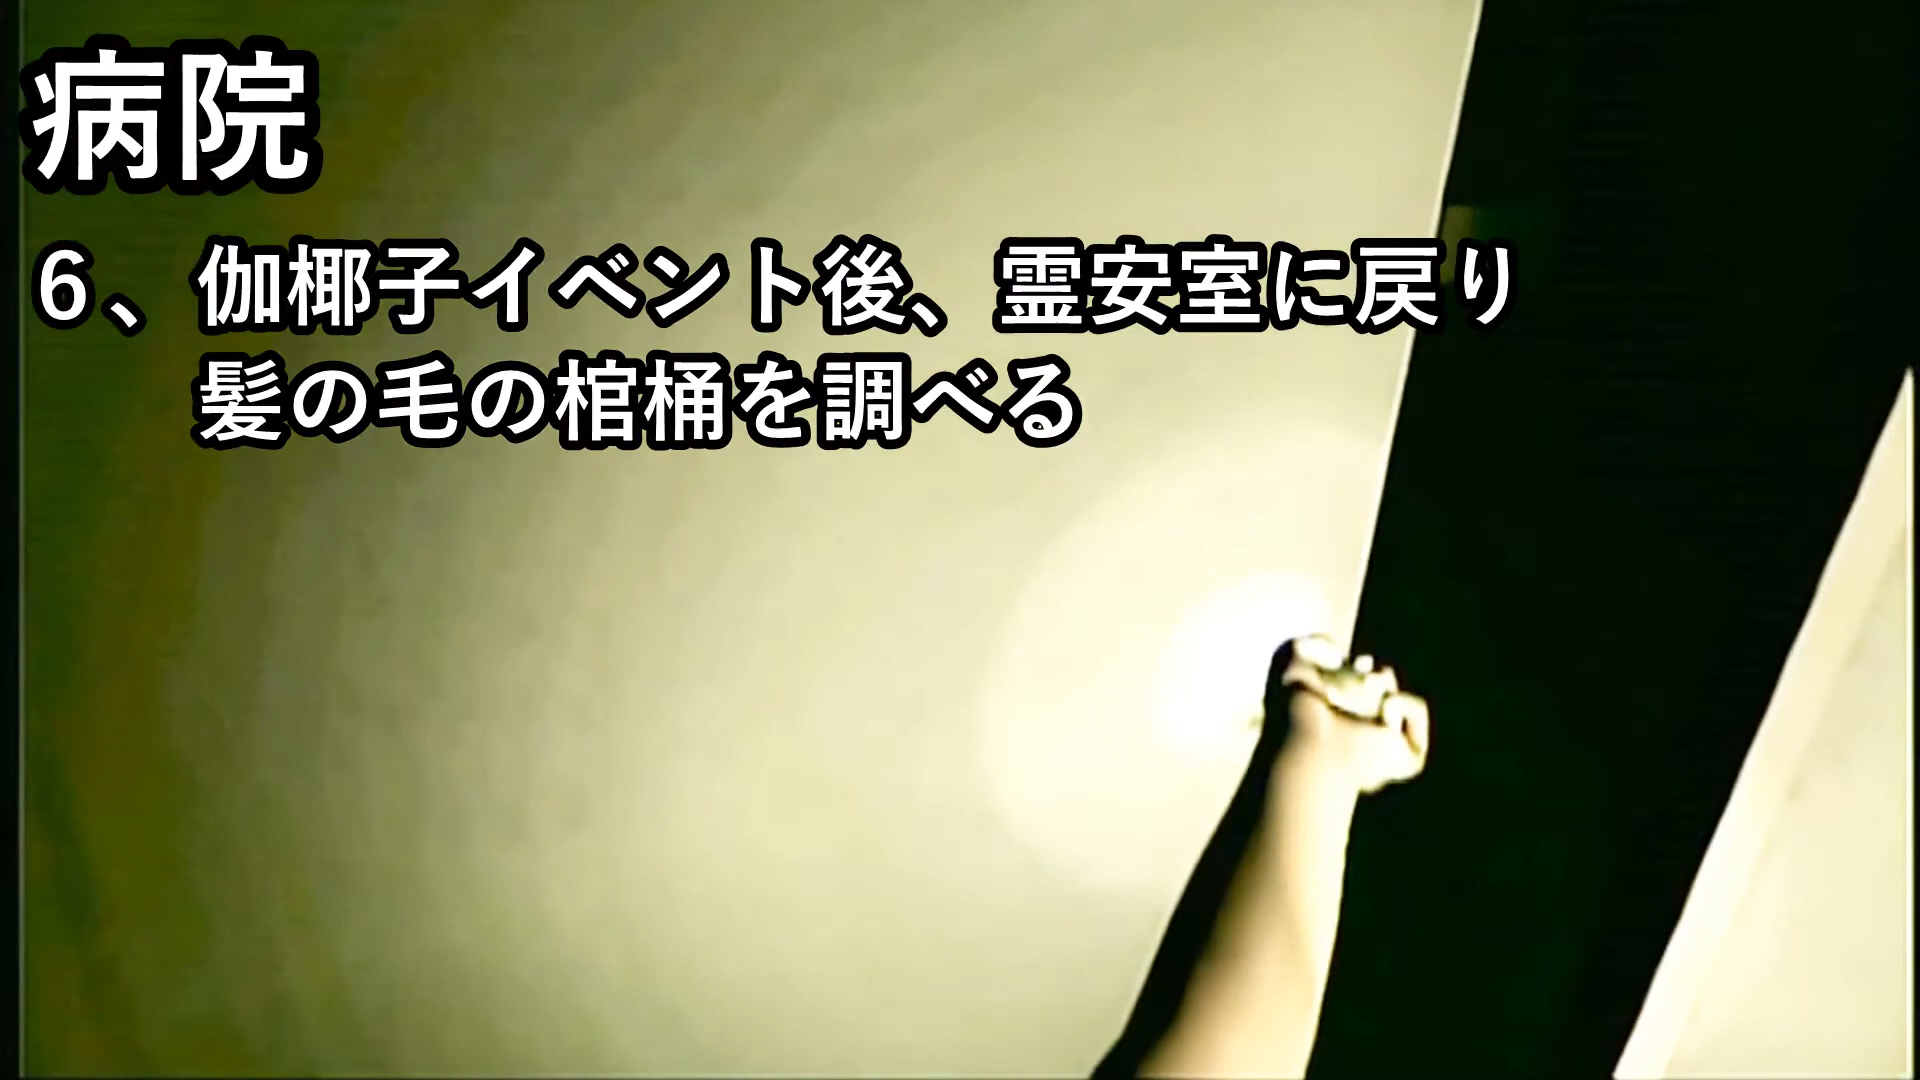 病院
６、伽椰子イベント後、霊安室に戻り
髪の毛の棺桶を調べる